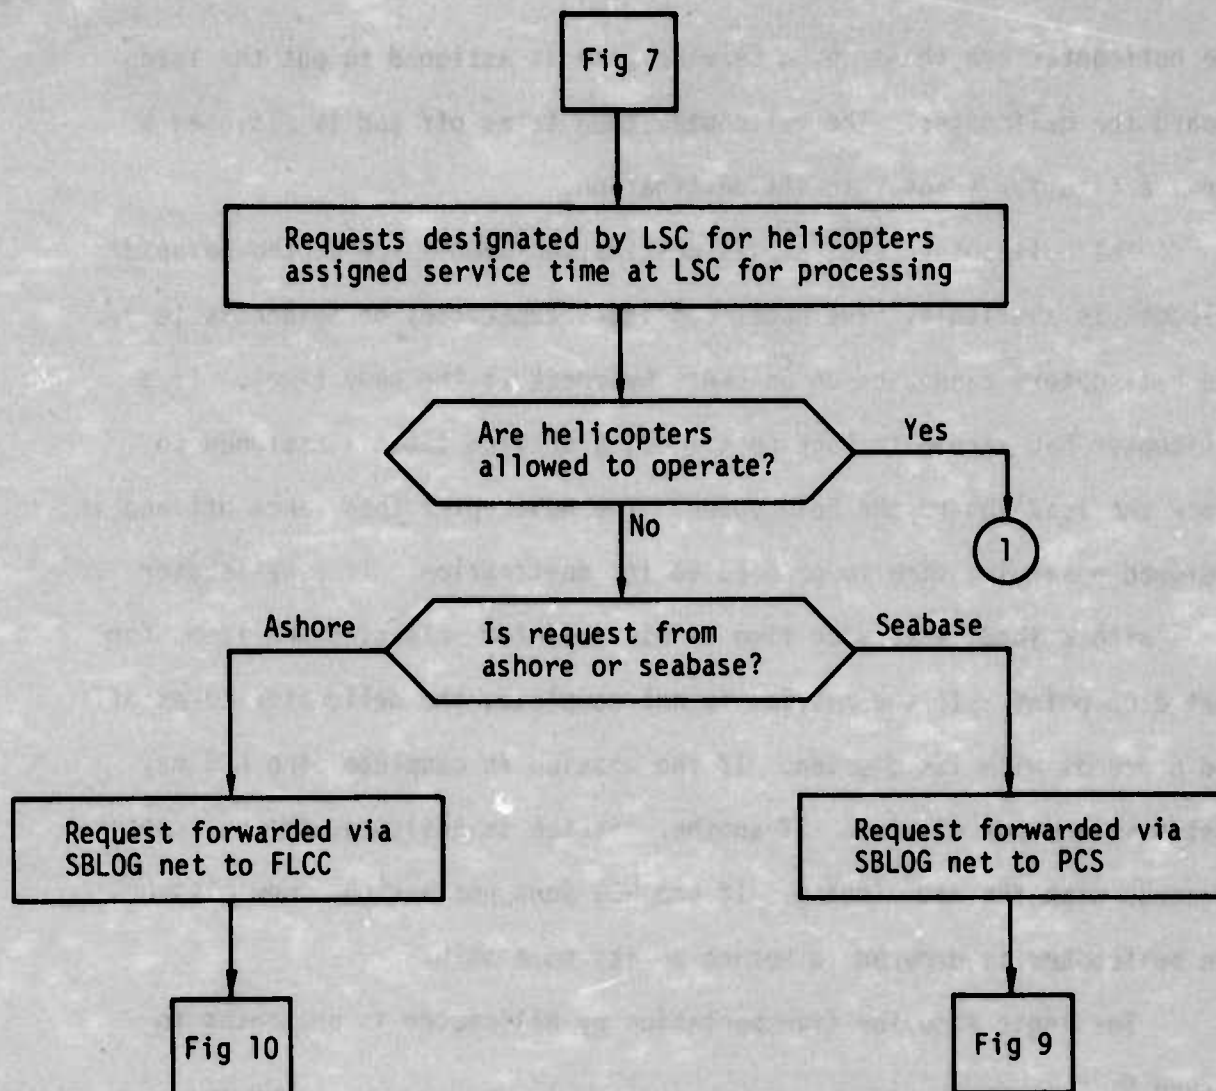 Fig 7
Requests designated by LSC for helicopters
assigned service time at LSC for processing
Are helicopters
allowed to operate?
Yes
No
1
Is request from
ashore or seabase?
Ashore
Seabase
Request forwarded via
SBLOG net to FLCC
Request forwarded via
SBLOG net to PCS
Fig 10
Fig 9